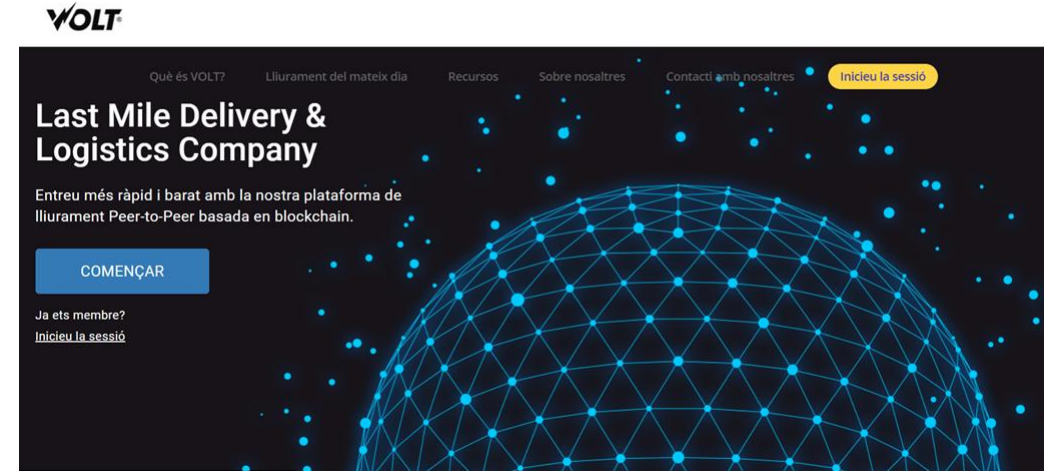 VOLT
Què és VOLT? Lliurament del mateix dia Recursos Sobre nosaltres Contacti amb nosaltres Inicieu la sessió
Last Mile Delivery &
Logistics Company
Entreu més ràpid i barat amb la nostra plataforma de
lliurament Peer-to-Peer basada en blockchain.
COMENÇAR
Ja ets membre?
Inicieu la sessió